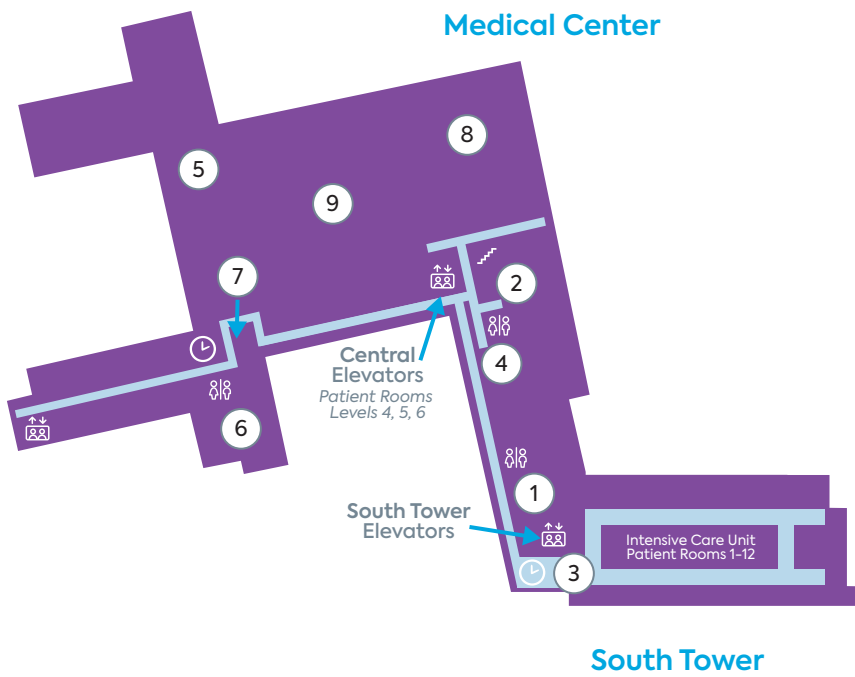 Medical Center
8
5
9
7
2
Central
Elevators
Patient Rooms
Levels 4, 5, 6
4
6
1
South Tower
Elevators
Intensive Care Unit
Patient Rooms 1-12
3
South Tower